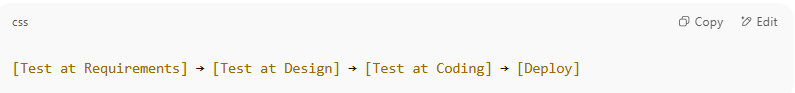 css Copy Edit
[Test at Requirements] → [Test at Design] → [Test at Coding] → [Deploy]